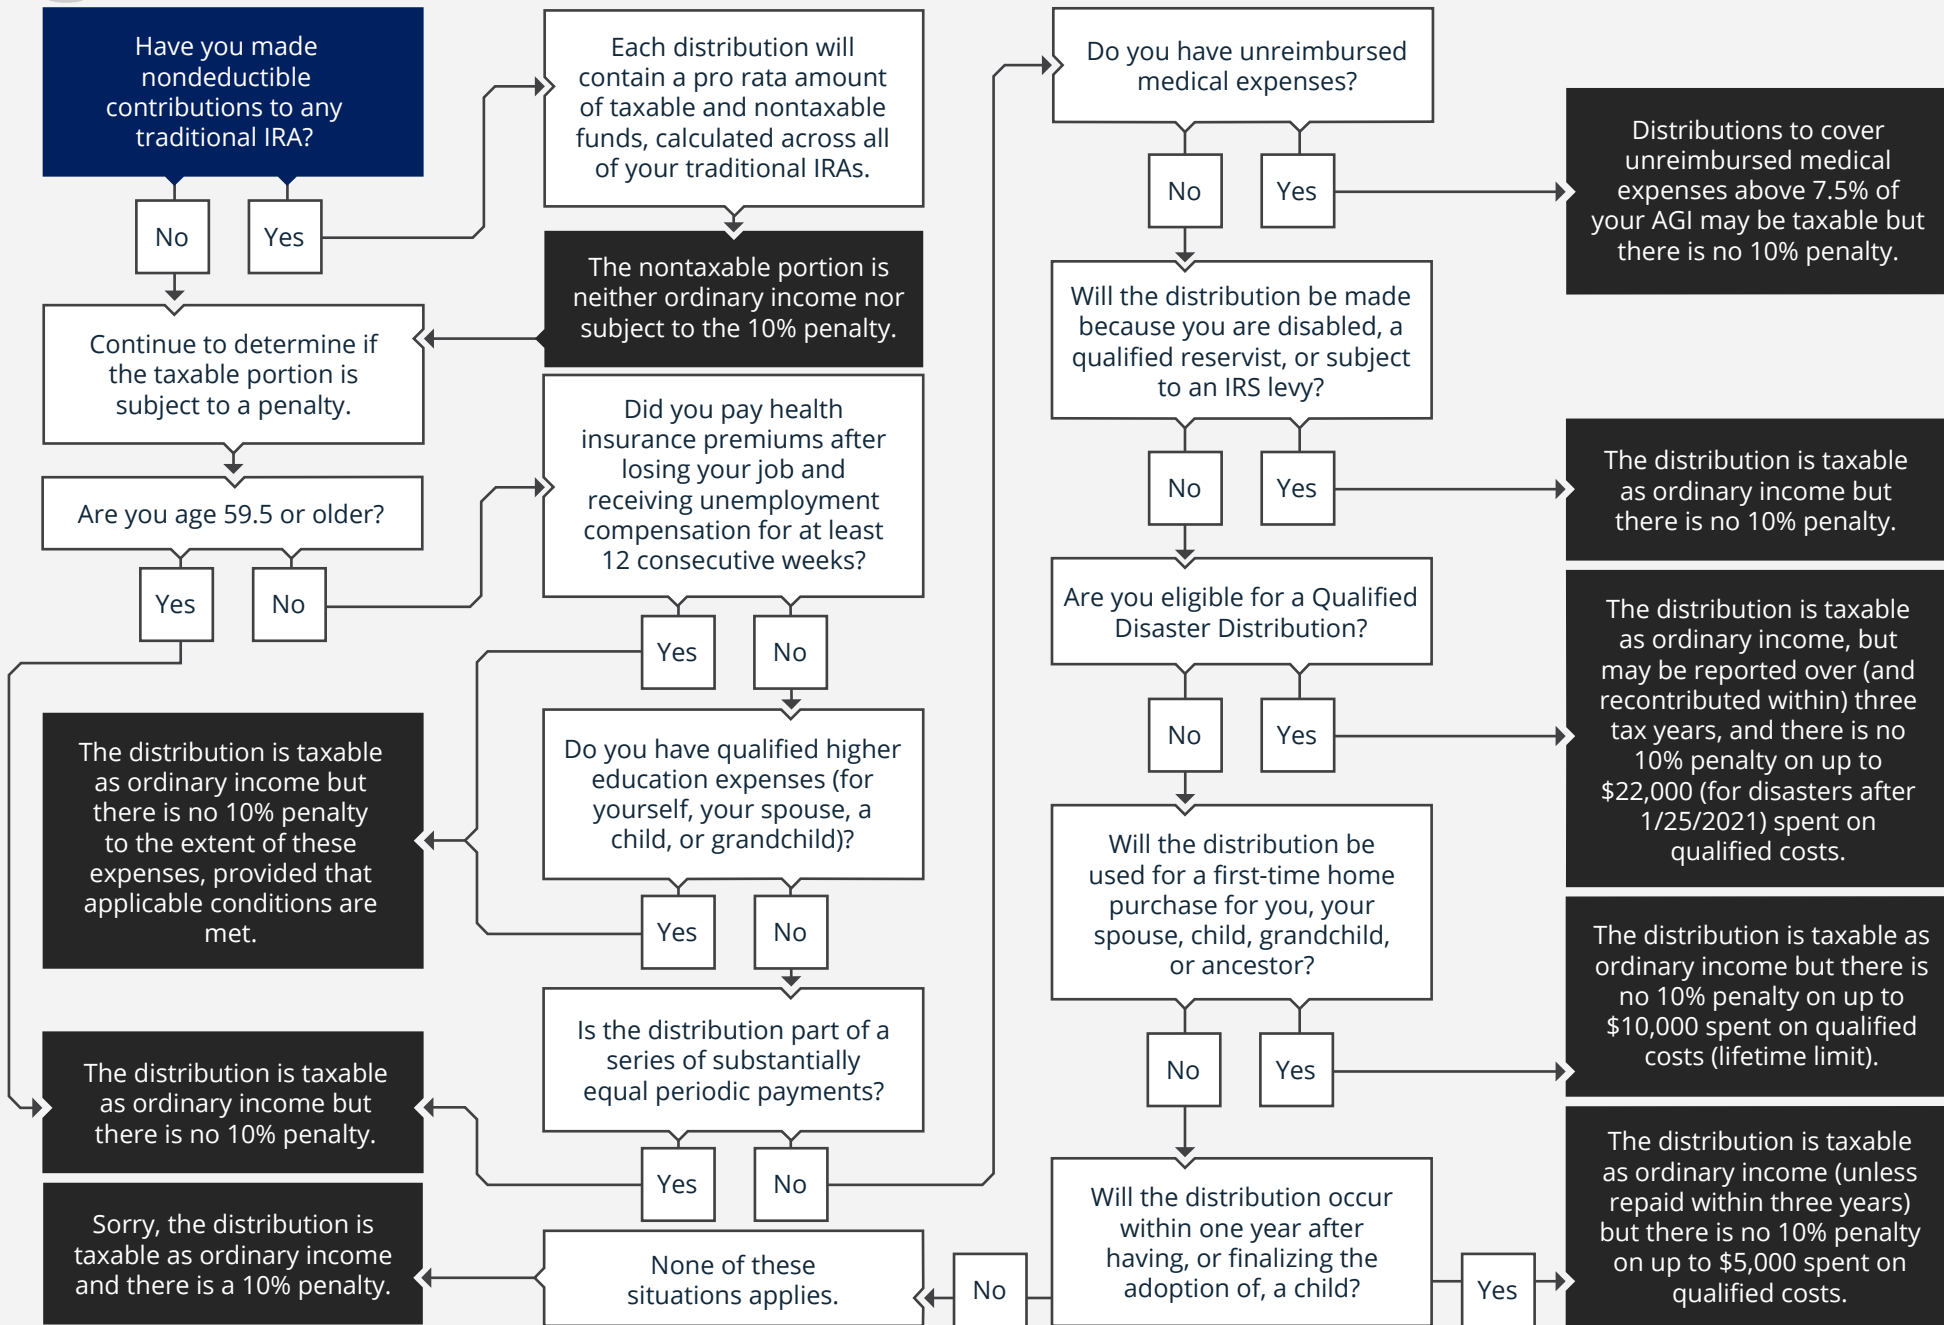 Have you made
nondeductible
contributions to any
traditional IRA?
No
Yes
Each distribution will
contain a pro rata amount
of taxable and nontaxable
funds, calculated across all
of your traditional IRAs.
The nontaxable portion is
neither ordinary income nor
subject to the 10% penalty.
Continue to determine if
the taxable portion is
subject to a penalty.
Are you age 59.5 or older?
Yes
No
The distribution is taxable
as ordinary income but
there is no 10% penalty
to the extent of these
expenses, provided that
applicable conditions are
met.
The distribution is taxable
as ordinary income but
there is no 10% penalty.
Sorry, the distribution is
taxable as ordinary income
and there is a 10% penalty.
Did you pay health
insurance premiums after
losing your job and
receiving unemployment
compensation for at least
12 consecutive weeks?
Yes
No
Do you have qualified higher
education expenses (for
yourself, your spouse, a
child, or grandchild)?
Yes
No
Is the distribution part of a
series of substantially
equal periodic payments?
Yes
No
None of these
situations applies.
Do you have unreimbursed
medical expenses?
No
Yes
Distributions to cover
unreimbursed medical
expenses above 7.5% of
your AGI may be taxable but
there is no 10% penalty.
Will the distribution be made
because you are disabled, a
qualified reservist, or subject
to an IRS levy?
No
Yes
The distribution is taxable
as ordinary income but
there is no 10% penalty.
Are you eligible for a Qualified
Disaster Distribution?
No
Yes
The distribution is taxable
as ordinary income, but
may be reported over (and
recontributed within) three
tax years, and there is no
10% penalty on up to
$22,000 (for disasters after
1/25/2021) spent on
qualified costs.
Will the distribution be
used for a first-time home
purchase for you, your
spouse, child, grandchild,
or ancestor?
No
Yes
The distribution is taxable as
ordinary income but there is
no 10% penalty on up to
$10,000 spent on qualified
costs (lifetime limit).
Will the distribution occur
within one year after
having, or finalizing the
adoption of, a child?
No
Yes
The distribution is taxable
as ordinary income (unless
repaid within three years)
but there is no 10% penalty
on up to $5,000 spent on
qualified costs.